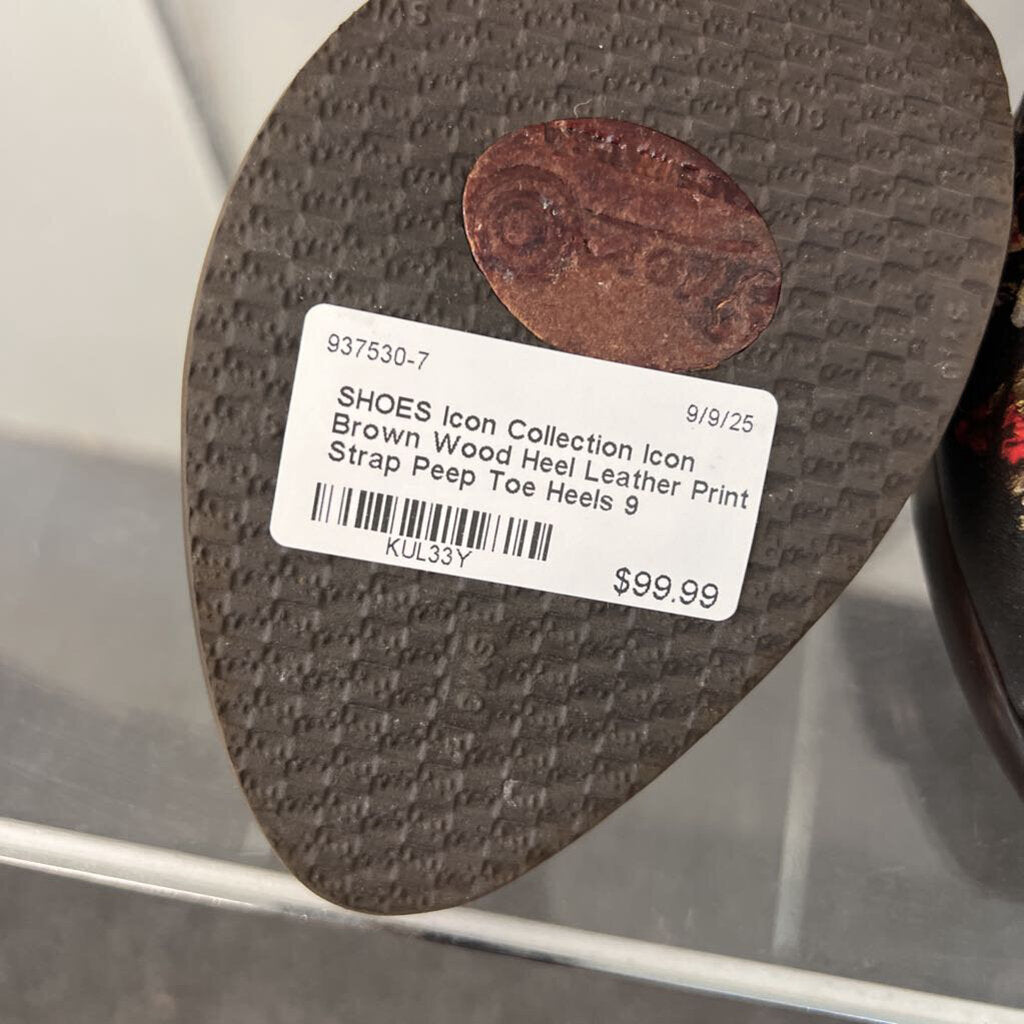 937530-7
9/9/25
SHOES Icon Collection Icon
Brown Wood Heel Leather Print
Strap Peep Toe Heels 9
KUL33Y
$99.99